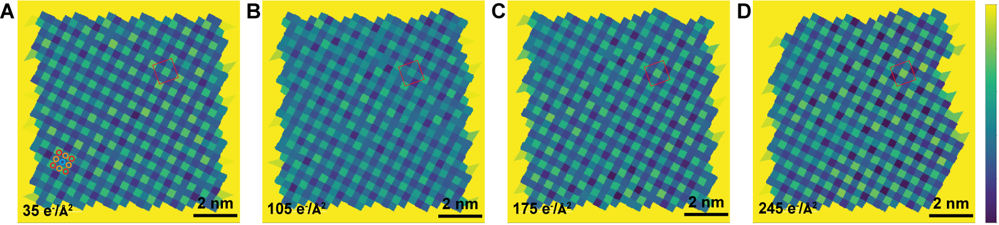 A
B
C
D
35 e⁻/Å²
2 nm
105 e⁻/Å²
2 nm
175 e⁻/Å²
2 nm
245 e⁻/Å²
2 nm